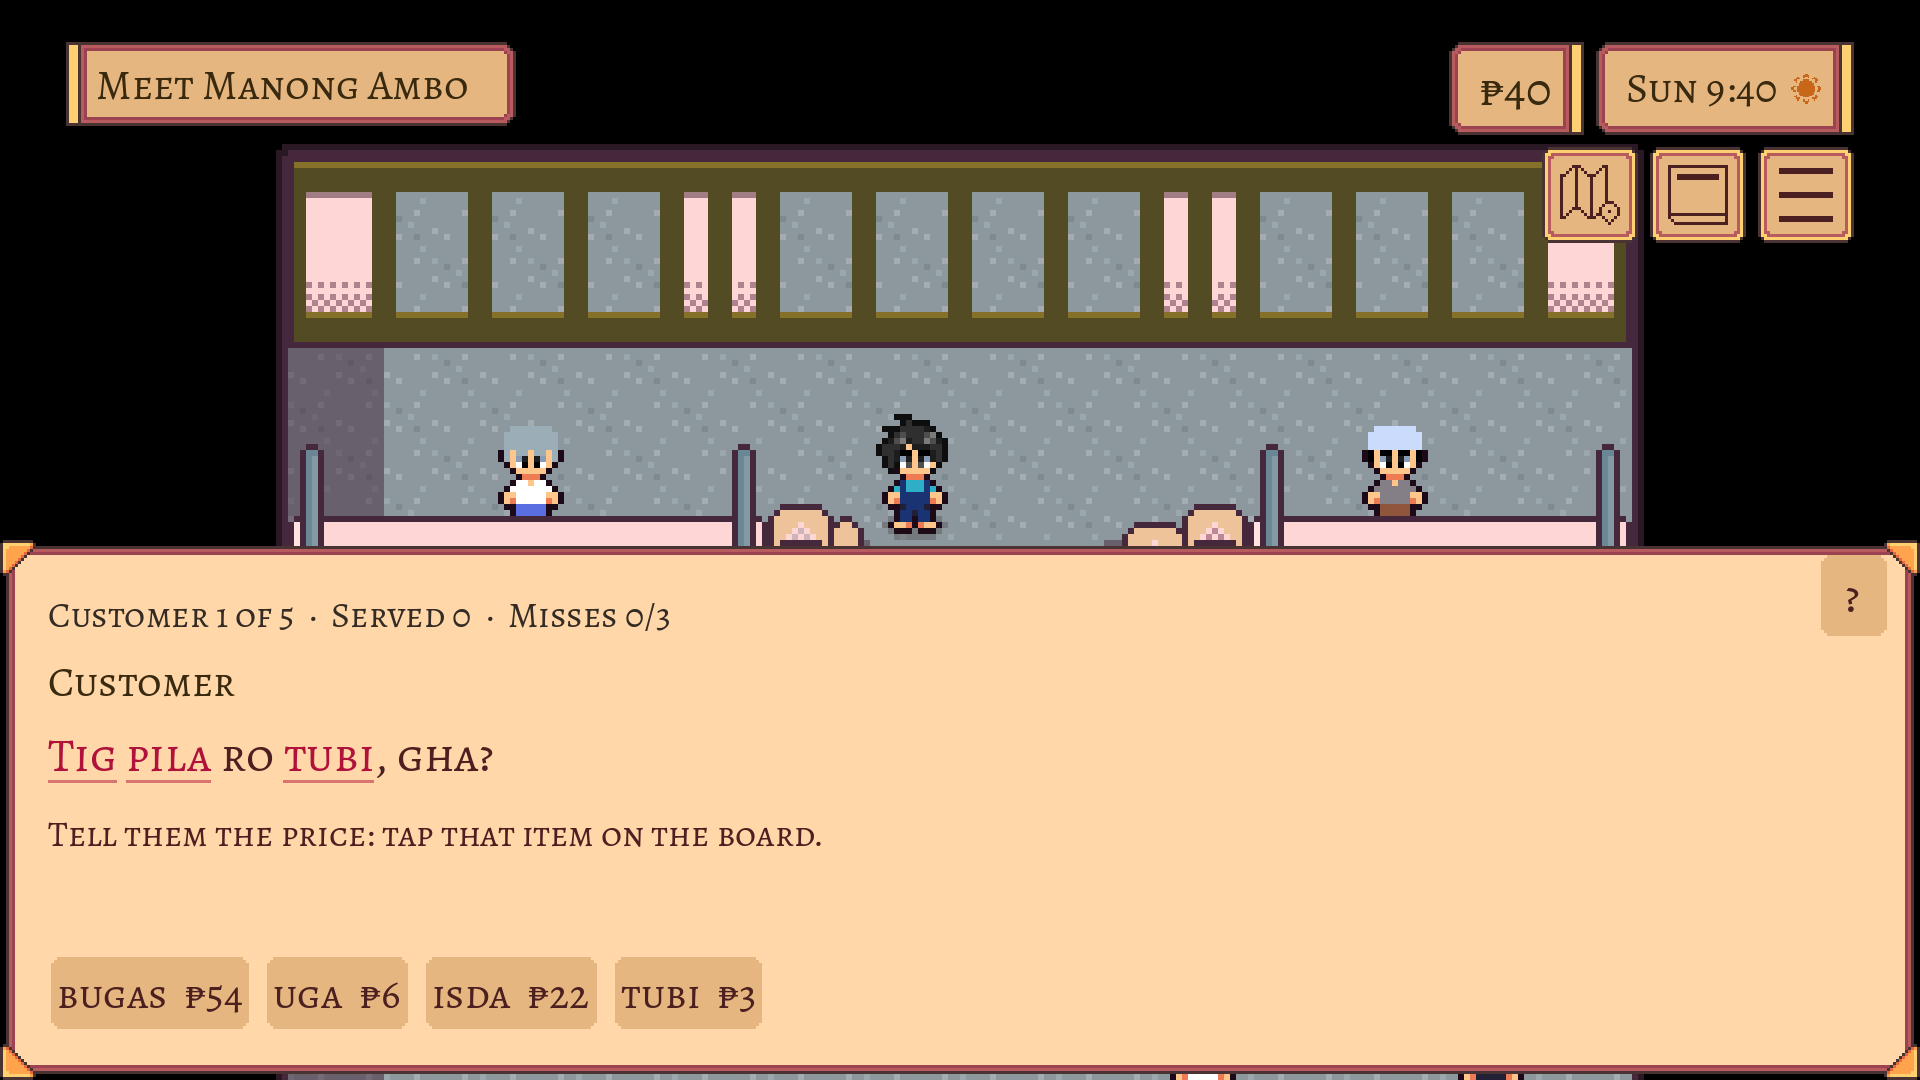 Meet Manong Ambo
₱40
Sun 9:40
Customer 1 of 5 · Served 0 · Misses 0/3
?
Customer
Tig pila ro tubi, gha?
Tell them the price: tap that item on the board.
bugas ₱54
uga ₱6
isda ₱22
tubi ₱3